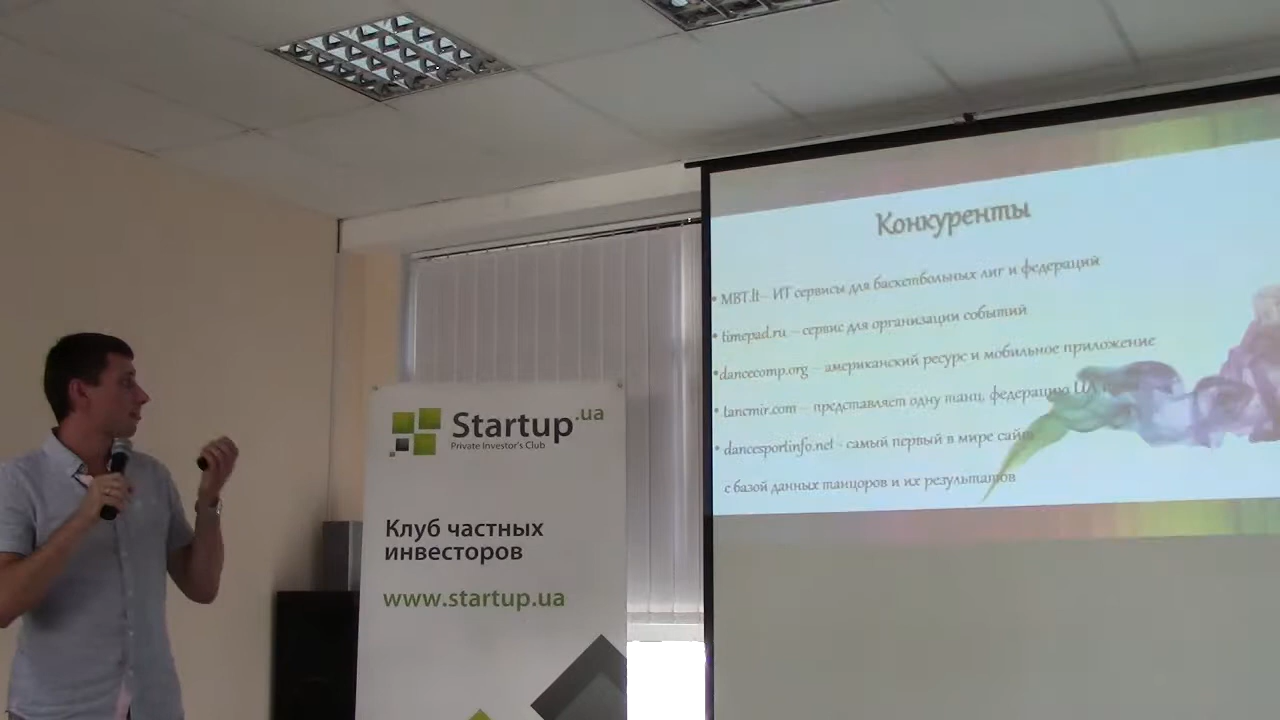 Конкуренты
• МВТ.lt – ИТ сервисы для баскетбольных лиг и федераций
• timepad.ru – сервис для организации событий
• dancecomp.org – американский ресурс и мобильное приложение
• tancmir.com – представляет одну танц. федерацию UA
• dancesportinfo.net - самый первый в мире сайт
с базой данных танцоров и их результатов
Startup.ua
Private Investor's Club
Клуб частных
инвесторов
www.startup.ua